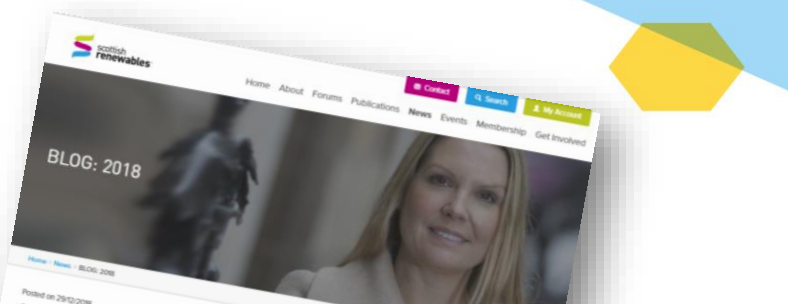 scottish
renewables
Contact
Search
My Account
Home About Forums Publications News Events Membership Get Involved
BLOG: 2018
Home > News > BLOG: 2018
Posted on 29/12/2018